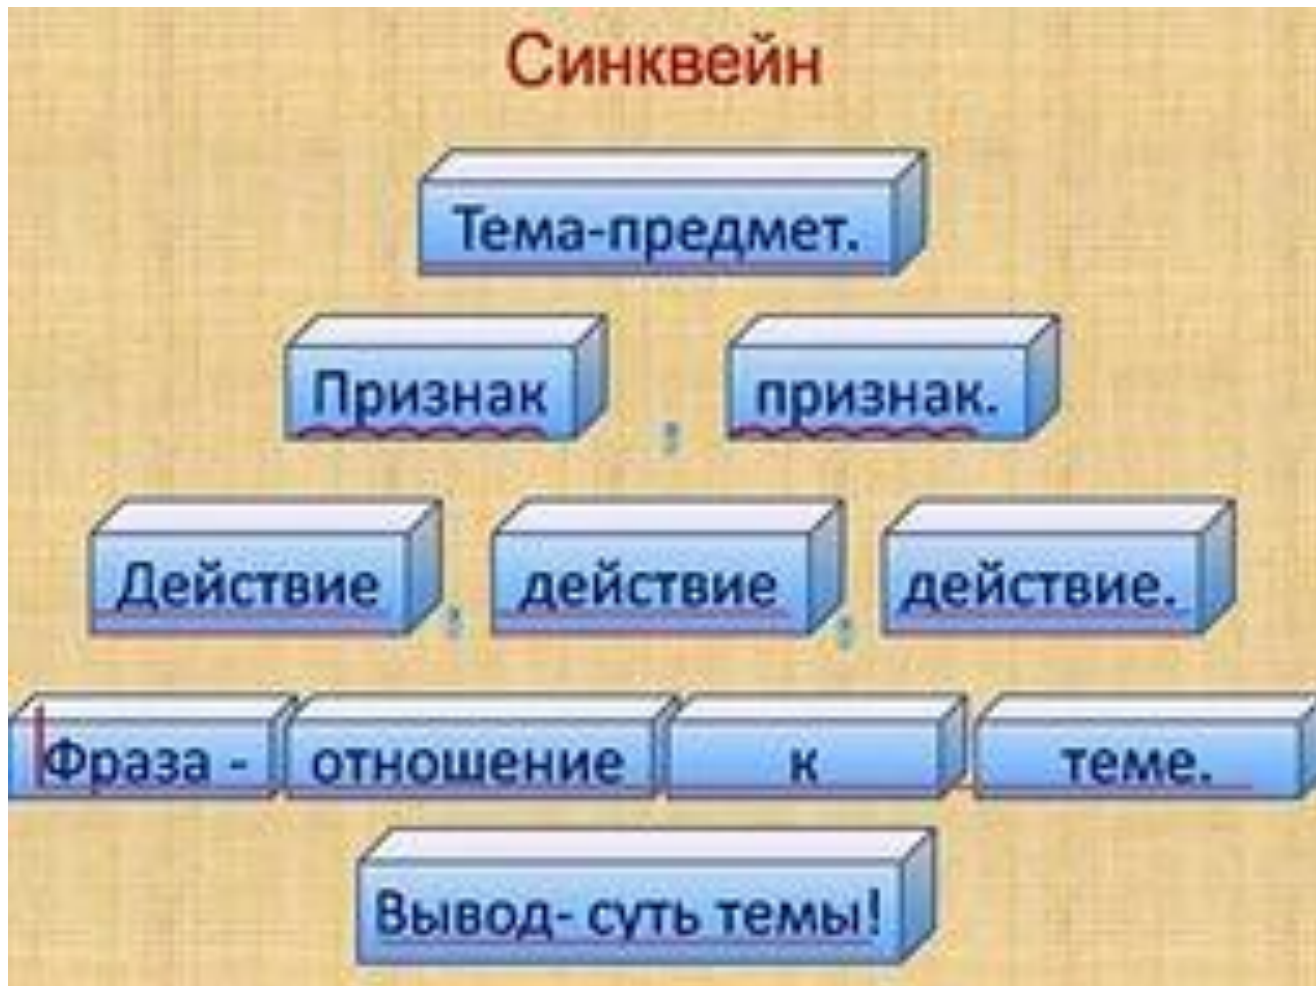 Синквейн
Тема-предмет.
Признак , признак.
Действие , действие , действие.
Фраза - отношение к теме.
Вывод- суть темы!